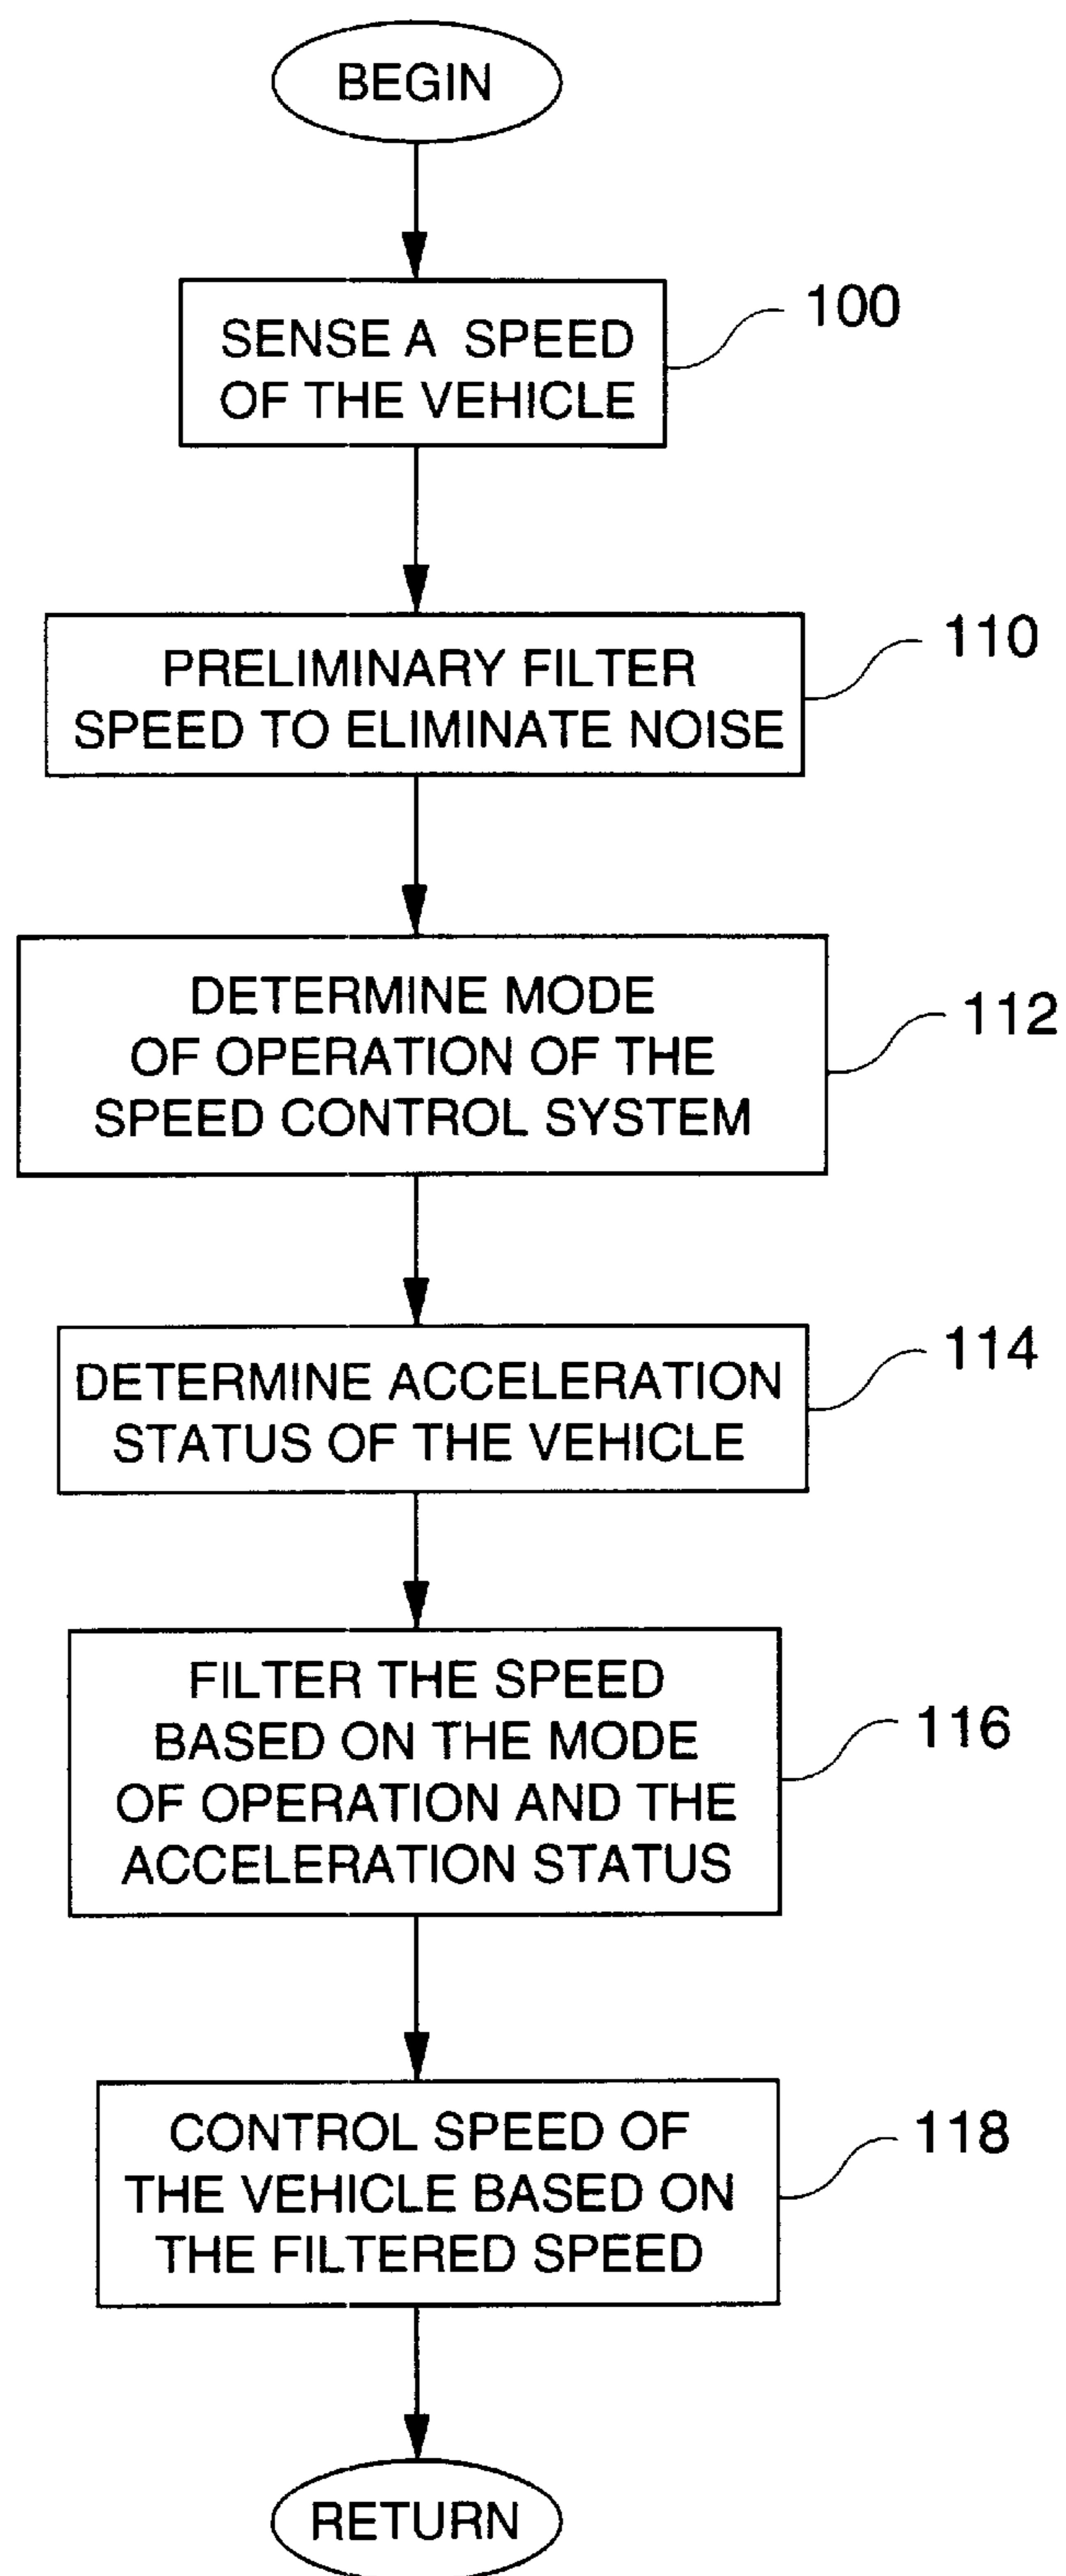 BEGIN
SENSE A SPEED
OF THE VEHICLE
100
PRELIMINARY FILTER
SPEED TO ELIMINATE NOISE
110
DETERMINE MODE
OF OPERATION OF THE
SPEED CONTROL SYSTEM
112
DETERMINE ACCELERATION
STATUS OF THE VEHICLE
114
FILTER THE SPEED
BASED ON THE MODE
OF OPERATION AND THE
ACCELERATION STATUS
116
CONTROL SPEED OF
THE VEHICLE BASED ON
THE FILTERED SPEED
118
RETURN